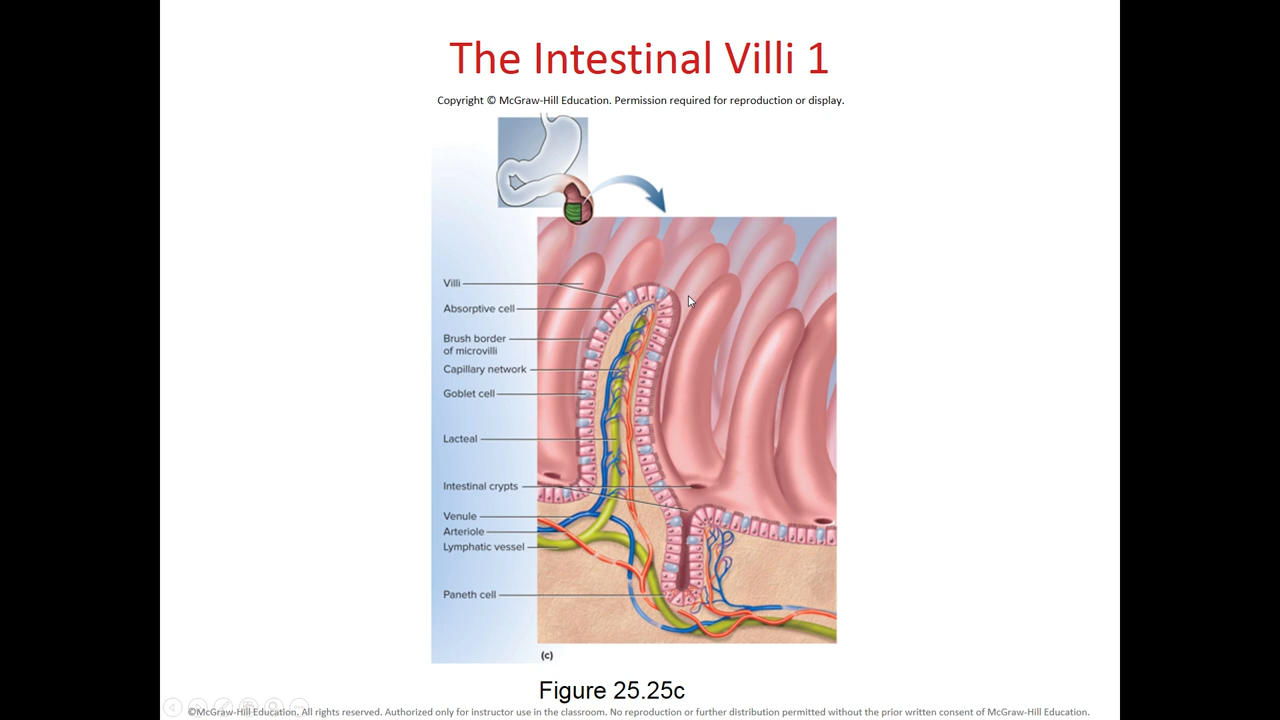 The Intestinal Villi 1
Copyright © McGraw-Hill Education. Permission required for reproduction or display.
Villi
Absorptive cell
Brush border
of microvilli
Capillary network
Goblet cell
Lacteal
Intestinal crypts
Venule
Arteriole
Lymphatic vessel
Paneth cell
(c)
Figure 25.25c
©McGraw-Hill Education. All rights reserved. Authorized only for instructor use in the classroom. No reproduction or further distribution permitted without the prior written consent of McGraw-Hill Education.